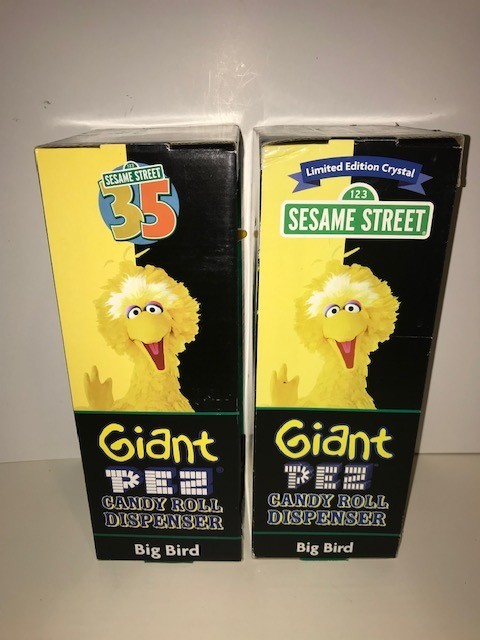 123
SESAME STREET
35
Giant
PEZ
CANDY ROLL
DISPENSER
Big Bird
Limited Edition Crystal
123
SESAME STREET
Giant
PEZ
CANDY ROLL
DISPENSER
Big Bird